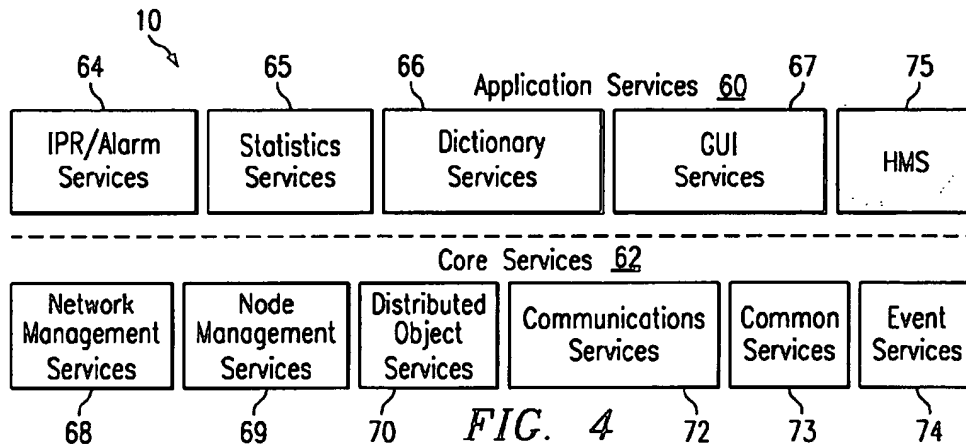 10
64
65
66
Application Services 60
67
75
IPR/Alarm
Services
Statistics
Services
Dictionary
Services
GUI
Services
HMS
Core Services 62
Network
Management
Services
Node
Management
Services
Distributed
Object
Services
Communications
Services
Common
Services
Event
Services
68
69
70
FIG. 4
72
73
74